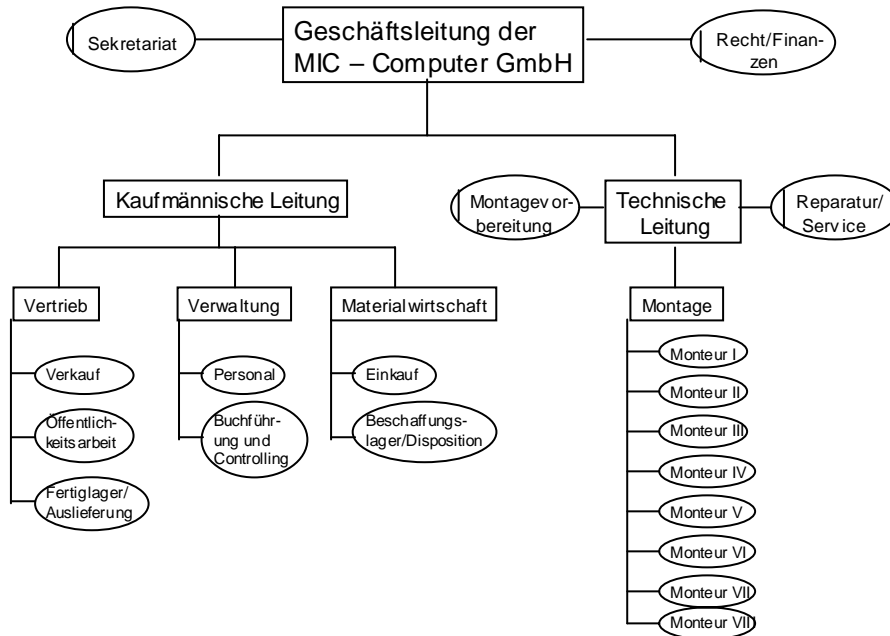 Sekretariat
Geschäftsleitung der
MIC – Computer GmbH
Recht/Finan-
zen
Kaufmännische Leitung
Montagevor-
bereitung
Technische
Leitung
Reparatur/
Service
Vertrieb
Verwaltung
Materialwirtschaft
Montage
Verkauf
Öffentlich-
keitsarbeit
Fertiglager/
Auslieferung
Personal
Buchführ-
ung und
Controlling
Einkauf
Beschaffungs-
lager/Disposition
Monteur I
Monteur II
Monteur III
Monteur IV
Monteur V
Monteur VI
Monteur VII
Monteur VIII